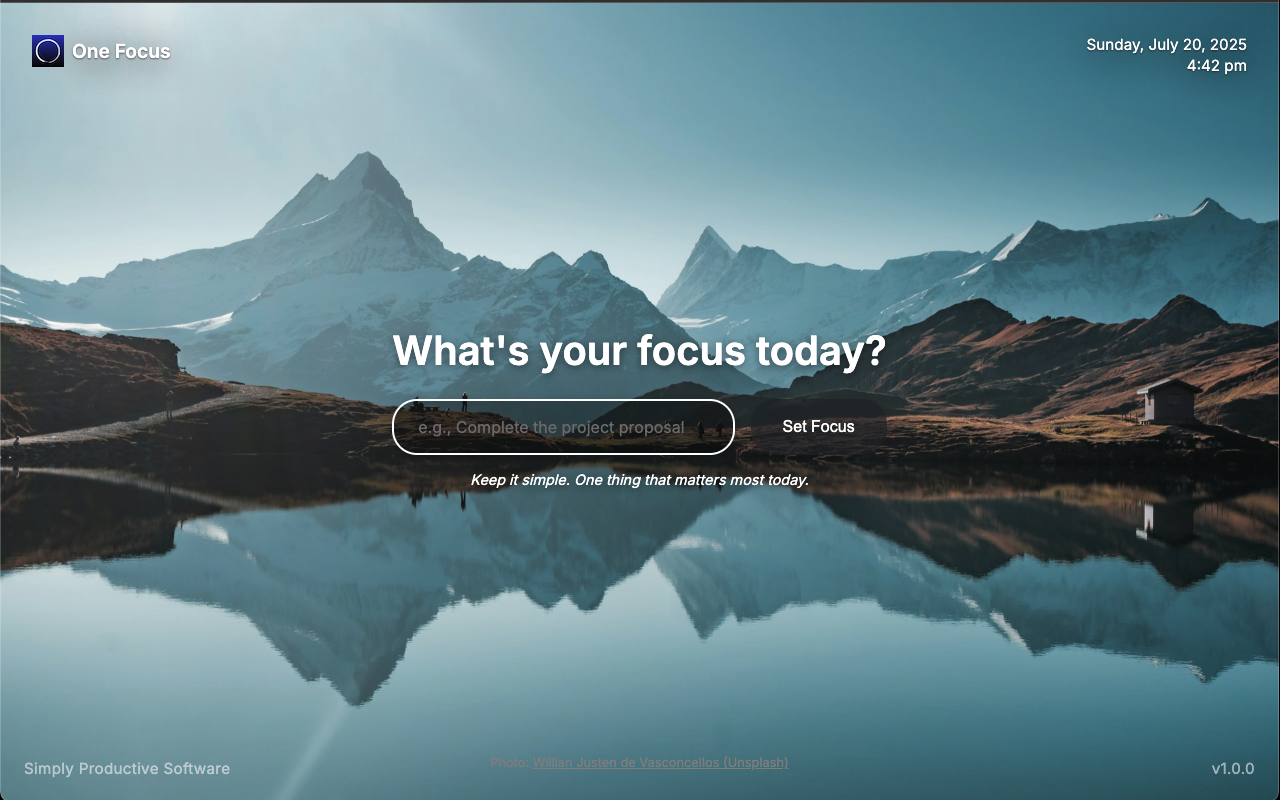 One Focus
Sunday, July 20, 2025
4:42 pm
What's your focus today?
e.g., Complete the project proposal
Set Focus
Keep it simple. One thing that matters most today.
Photo: Willian Justen de Vasconcellos (Unsplash)
Simply Productive Software
v1.0.0